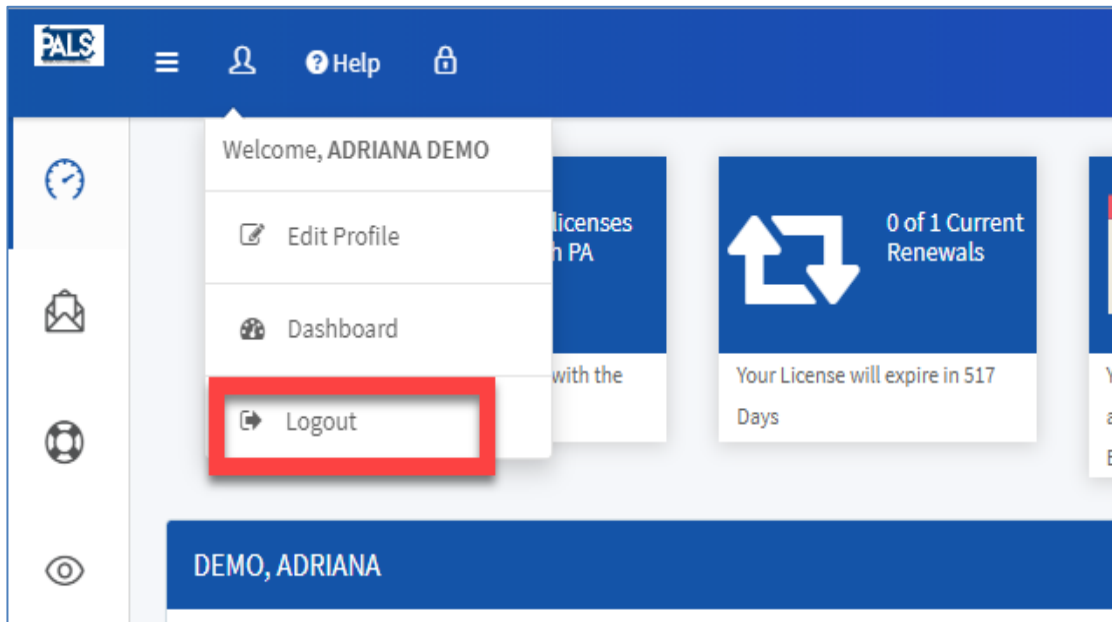 PALS
Help
Welcome, ADRIANA DEMO
Edit Profile
Dashboard
Logout
licenses
PA
with the
0 of 1 Current
Renewals
Your License will expire in 517
Days
DEMO, ADRIANA